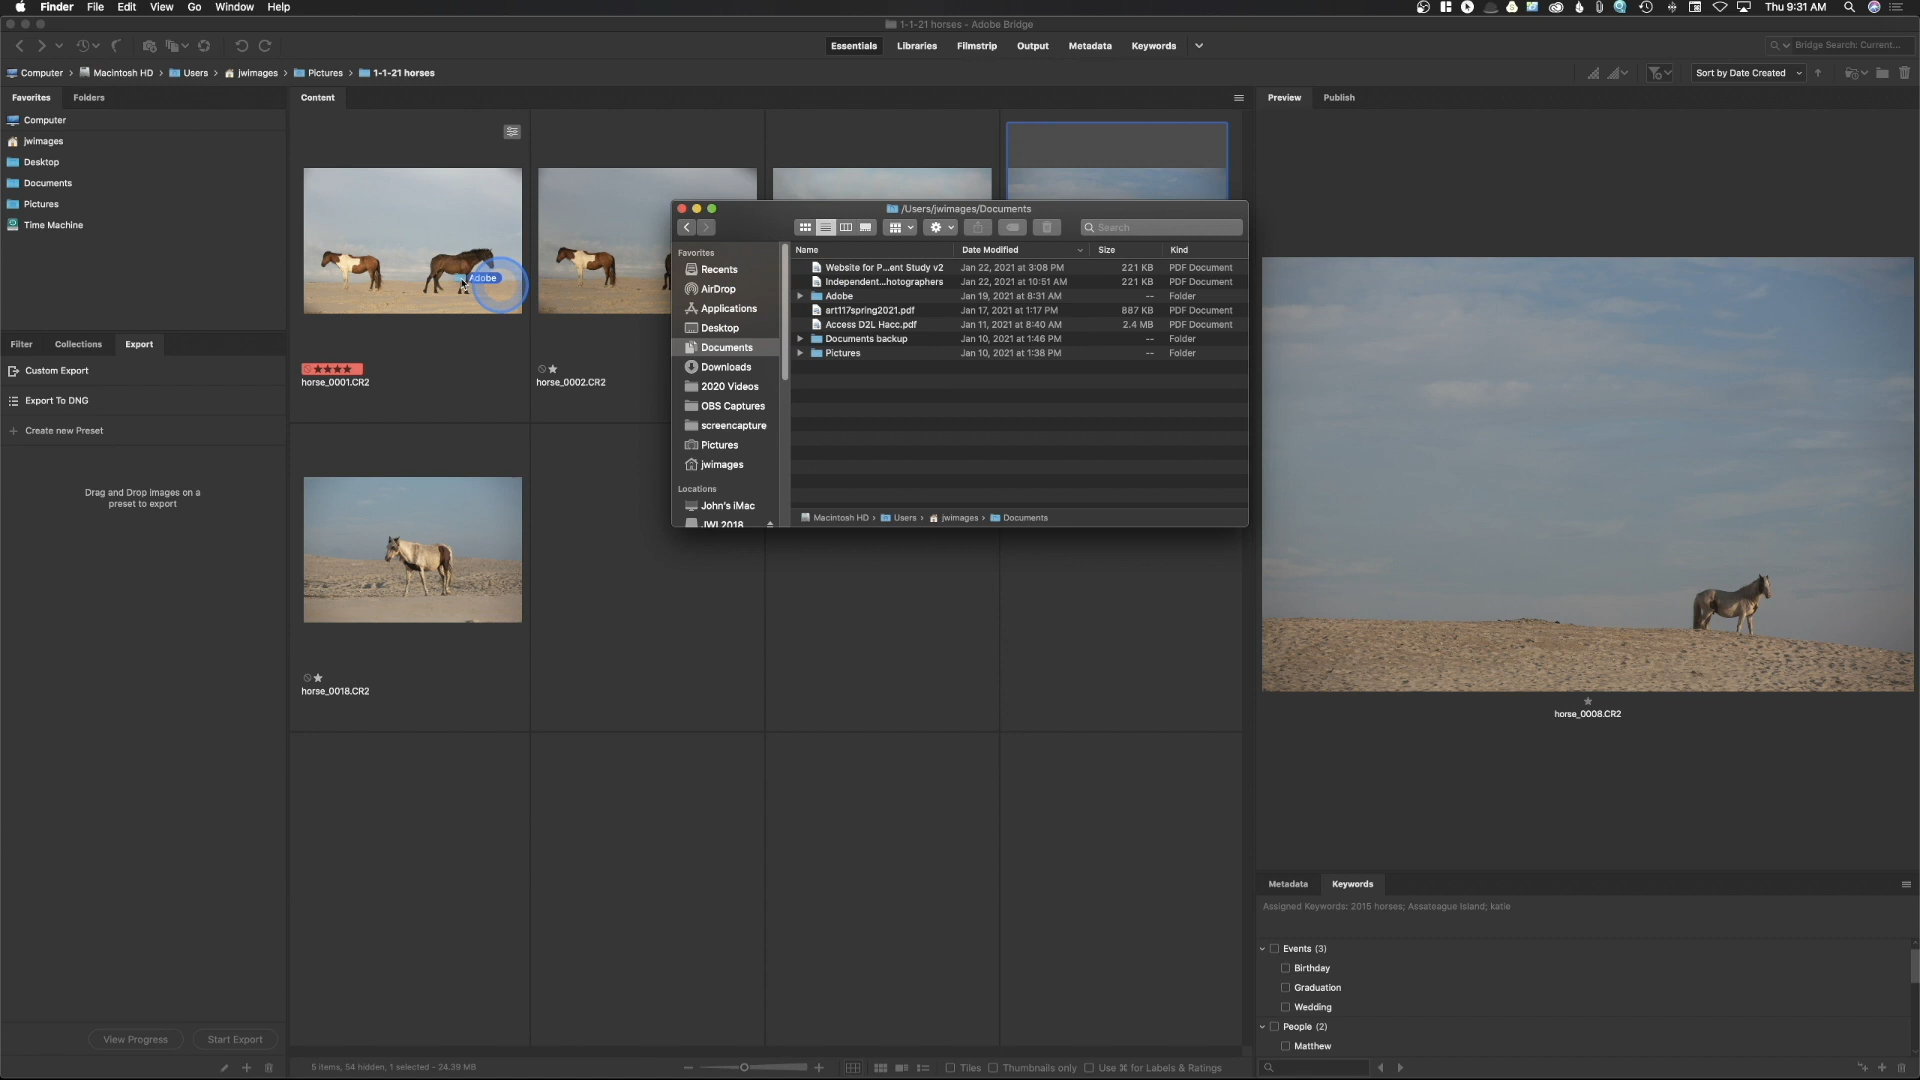 Finder File Edit View Go Window Help
Thu 9:31 AM
1-1-21 horses - Adobe Bridge
Essentials Libraries Filmstrip Output Metadata Keywords
Bridge Search: Current...
Computer Macintosh HD Users jwimages Pictures 1-1-21 horses
Sort by Date Created
Favorites Folders
Computer
jwimages
Desktop
Documents
Pictures
Time Machine
Filter Collections Export
Custom Export
Export To DNG
Create new Preset
Drag and Drop images on a
preset to export
View Progress Start Export
Content
Adobe
horse_0001.CR2
horse_0002.CR2
horse_0018.CR2
/Users/jwimages/Documents
Search
Favorites
Recents
AirDrop
Applications
Desktop
Documents
Downloads
2020 Videos
OBS Captures
screencapture
Pictures
jwimages
Locations
John's iMac
JWI 2018
Name Date Modified Size Kind
Website for P...ent Study v2 Jan 22, 2021 at 3:08 PM 221 KB PDF Document
Independent...hotographers Jan 22, 2021 at 10:51 AM 221 KB PDF Document
Adobe Jan 19, 2021 at 8:31 AM -- Folder
art117spring2021.pdf Jan 17, 2021 at 1:17 PM 887 KB PDF Document
Access D2L Hacc.pdf Jan 11, 2021 at 8:40 AM 2.4 MB PDF Document
Documents backup Jan 10, 2021 at 1:46 PM -- Folder
Pictures Jan 10, 2021 at 1:38 PM -- Folder
Macintosh HD Users jwimages Documents
5 items, 54 hidden, 1 selected - 24.39 MB
Tiles Thumbnails only Use ⌘ for Labels & Ratings
Preview Publish
horse_0008.CR2
Metadata Keywords
Assigned Keywords: 2015 horses; Assateague Island; katie
Events (3)
Birthday
Graduation
Wedding
People (2)
Matthew